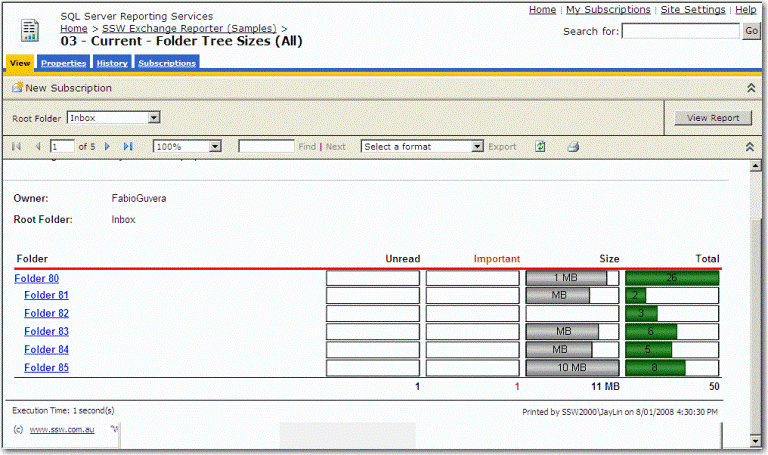 SQL Server Reporting Services
Home | My Subscriptions | Site Settings | Help
Home > SSW Exchange Reporter (Samples) >
03 - Current - Folder Tree Sizes (All)
Search for: Go
View Properties History Subscriptions
New Subscription
Root Folder Inbox View Report
1 of 5 100% Find | Next Select a format Export
Owner: FabioGuvera
Root Folder: Inbox
Folder Unread Important Size Total
Folder 80 1 MB 26
Folder 81 MB 2
Folder 82 3
Folder 83 MB 6
Folder 84 MB 5
Folder 85 10 MB 8
1 1 11 MB 50
Execution Time: 1 second(s)
Printed by SSW2000\JayLin on 8/01/2008 4:30:30 PM
(c) www.ssw.com.au